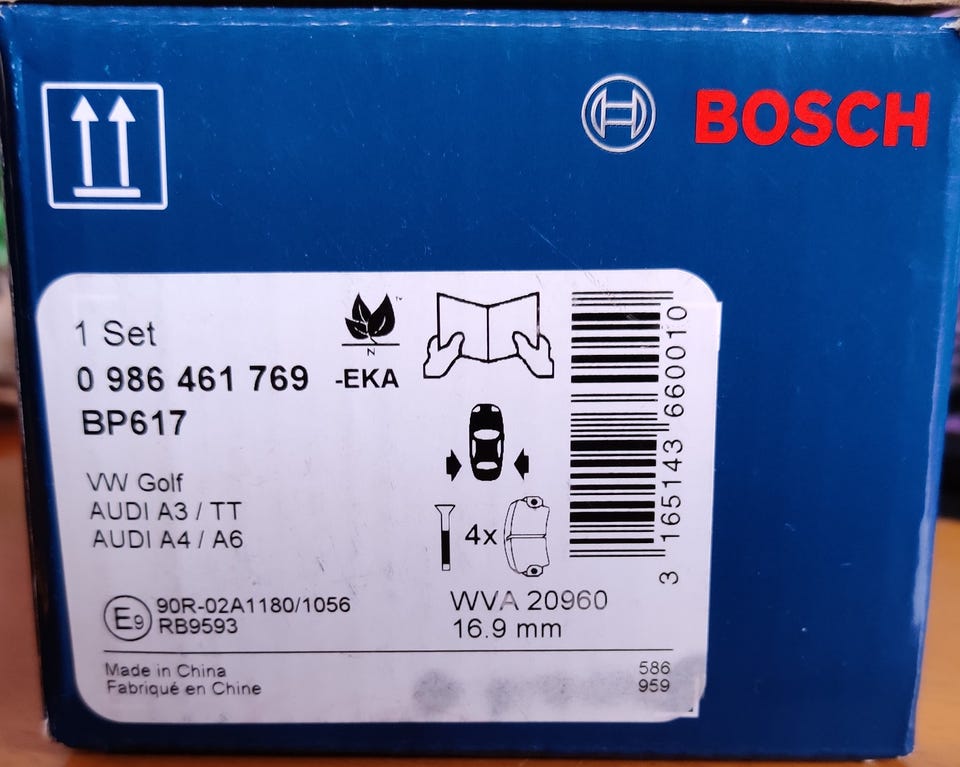 BOSCH
1 Set
0 986 461 769 -EKA
BP617
VW Golf
AUDI A3 / TT
AUDI A4 / A6
E9 90R-02A1180/1056
RB9593
N
™
4x
WVA 20960
16.9 mm
3 165143 660010
Made in China
Fabriqué en Chine
586
959